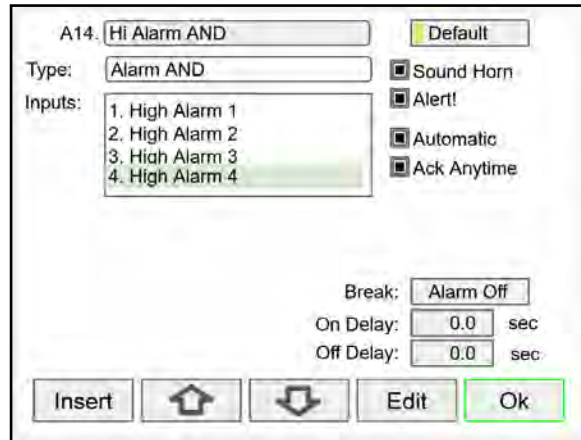 A14. Hi Alarm AND Default
Type: Alarm AND Sound Horn
Inputs: Alert!
1. High Alarm 1
2. High Alarm 2 Automatic
3. High Alarm 3
4. High Alarm 4 Ack Anytime
Break: Alarm Off
On Delay: 0.0 sec
Off Delay: 0.0 sec
Insert Edit Ok